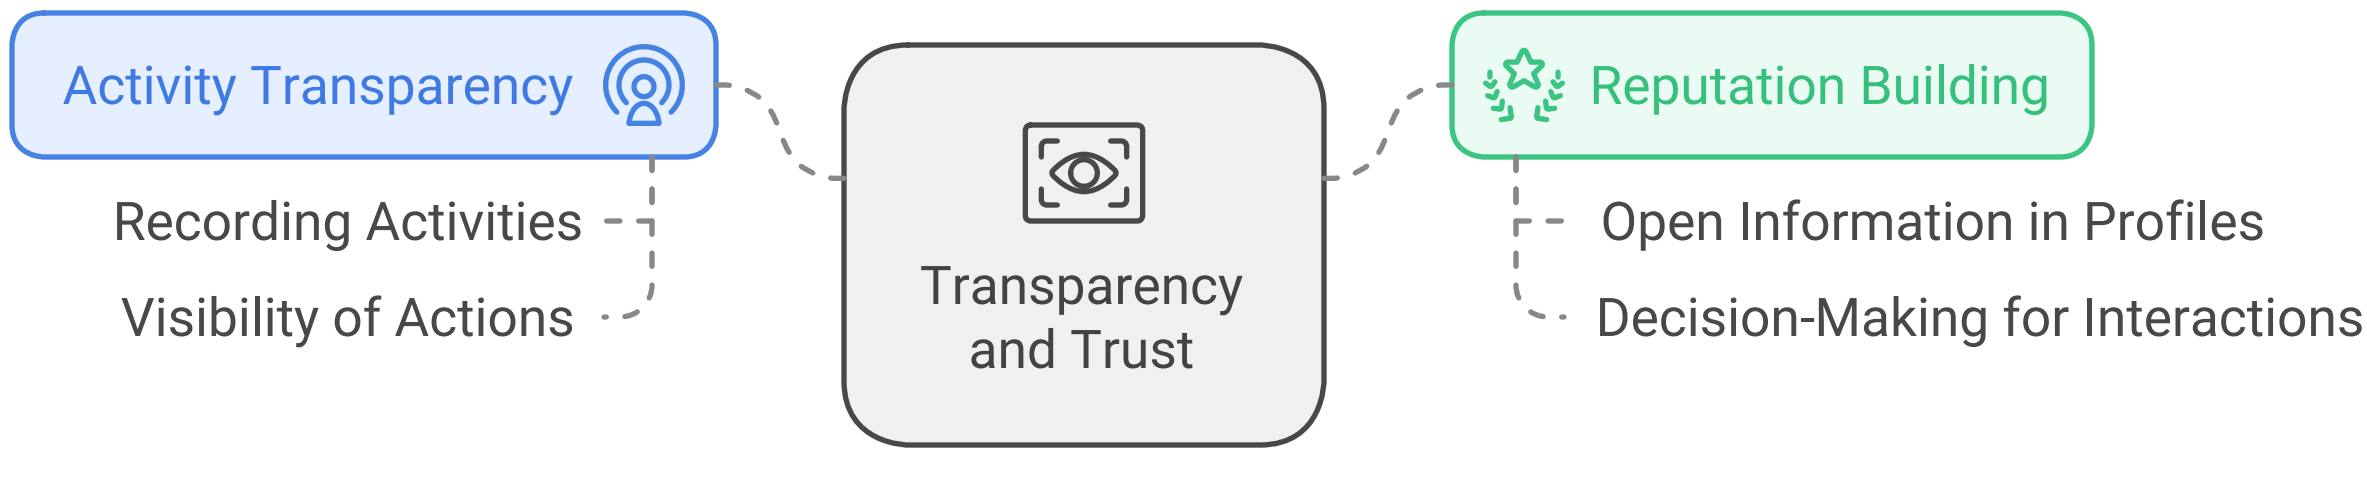 Activity Transparency
Recording Activities
Visibility of Actions
Transparency
and Trust
Reputation Building
Open Information in Profiles
Decision-Making for Interactions